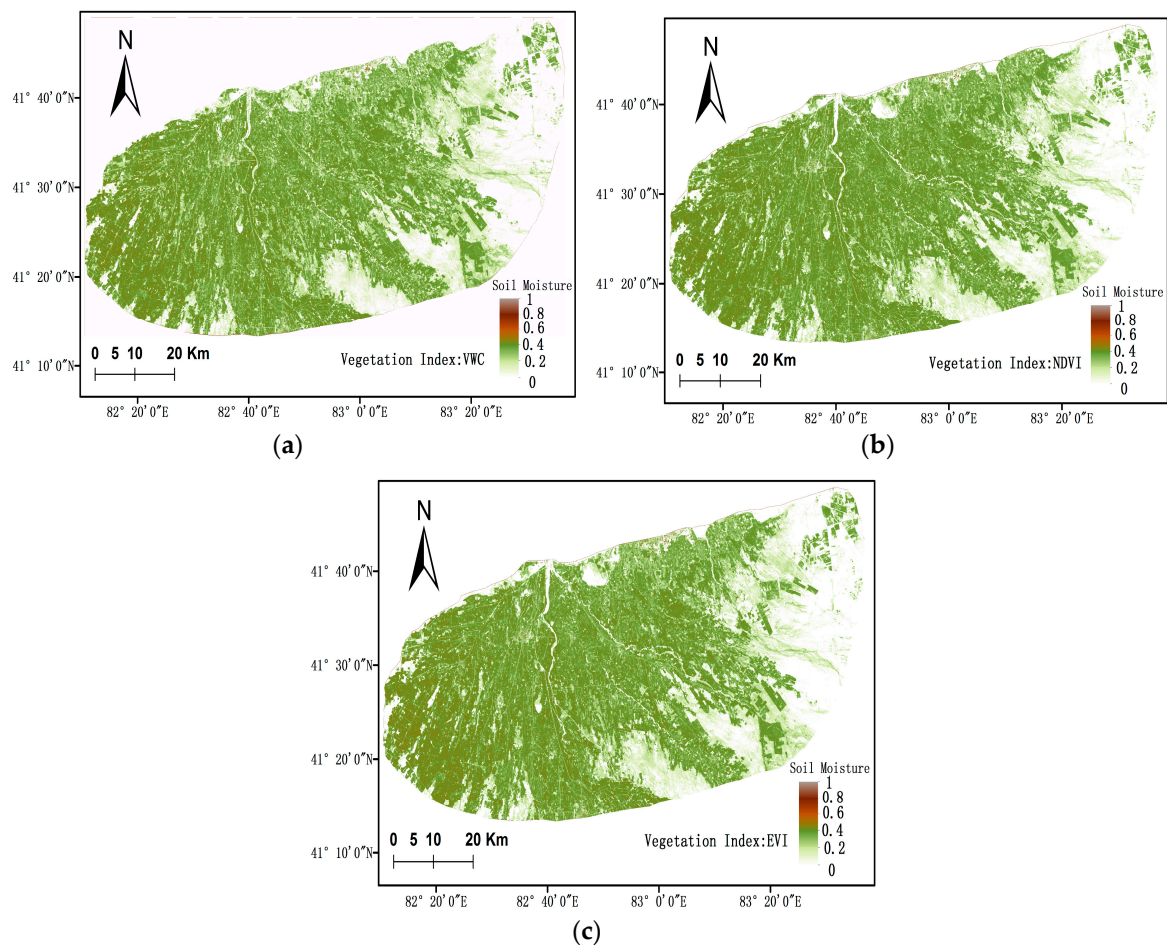 N
41° 40′0″N
41° 30′0″N
41° 20′0″N
41° 10′0″N
Soil Moisture
1
0.8
0.6
0.4
0.2
0
0 5 10 20 Km
Vegetation Index:VWC
82° 20′0″E 82° 40′0″E 83° 0′0″E 83° 20′0″E
(a)
N
41° 40′0″N
41° 30′0″N
41° 20′0″N
41° 10′0″N
Soil Moisture
1
0.8
0.6
0.4
0.2
0
0 5 10 20 Km
Vegetation Index:NDVI
82° 20′0″E 82° 40′0″E 83° 0′0″E 83° 20′0″E
(b)
N
41° 40′0″N
41° 30′0″N
41° 20′0″N
41° 10′0″N
Soil Moisture
1
0.8
0.6
0.4
0.2
0
0 5 10 20 Km
Vegetation Index:EVI
82° 20′0″E 82° 40′0″E 83° 0′0″E 83° 20′0″E
(c)